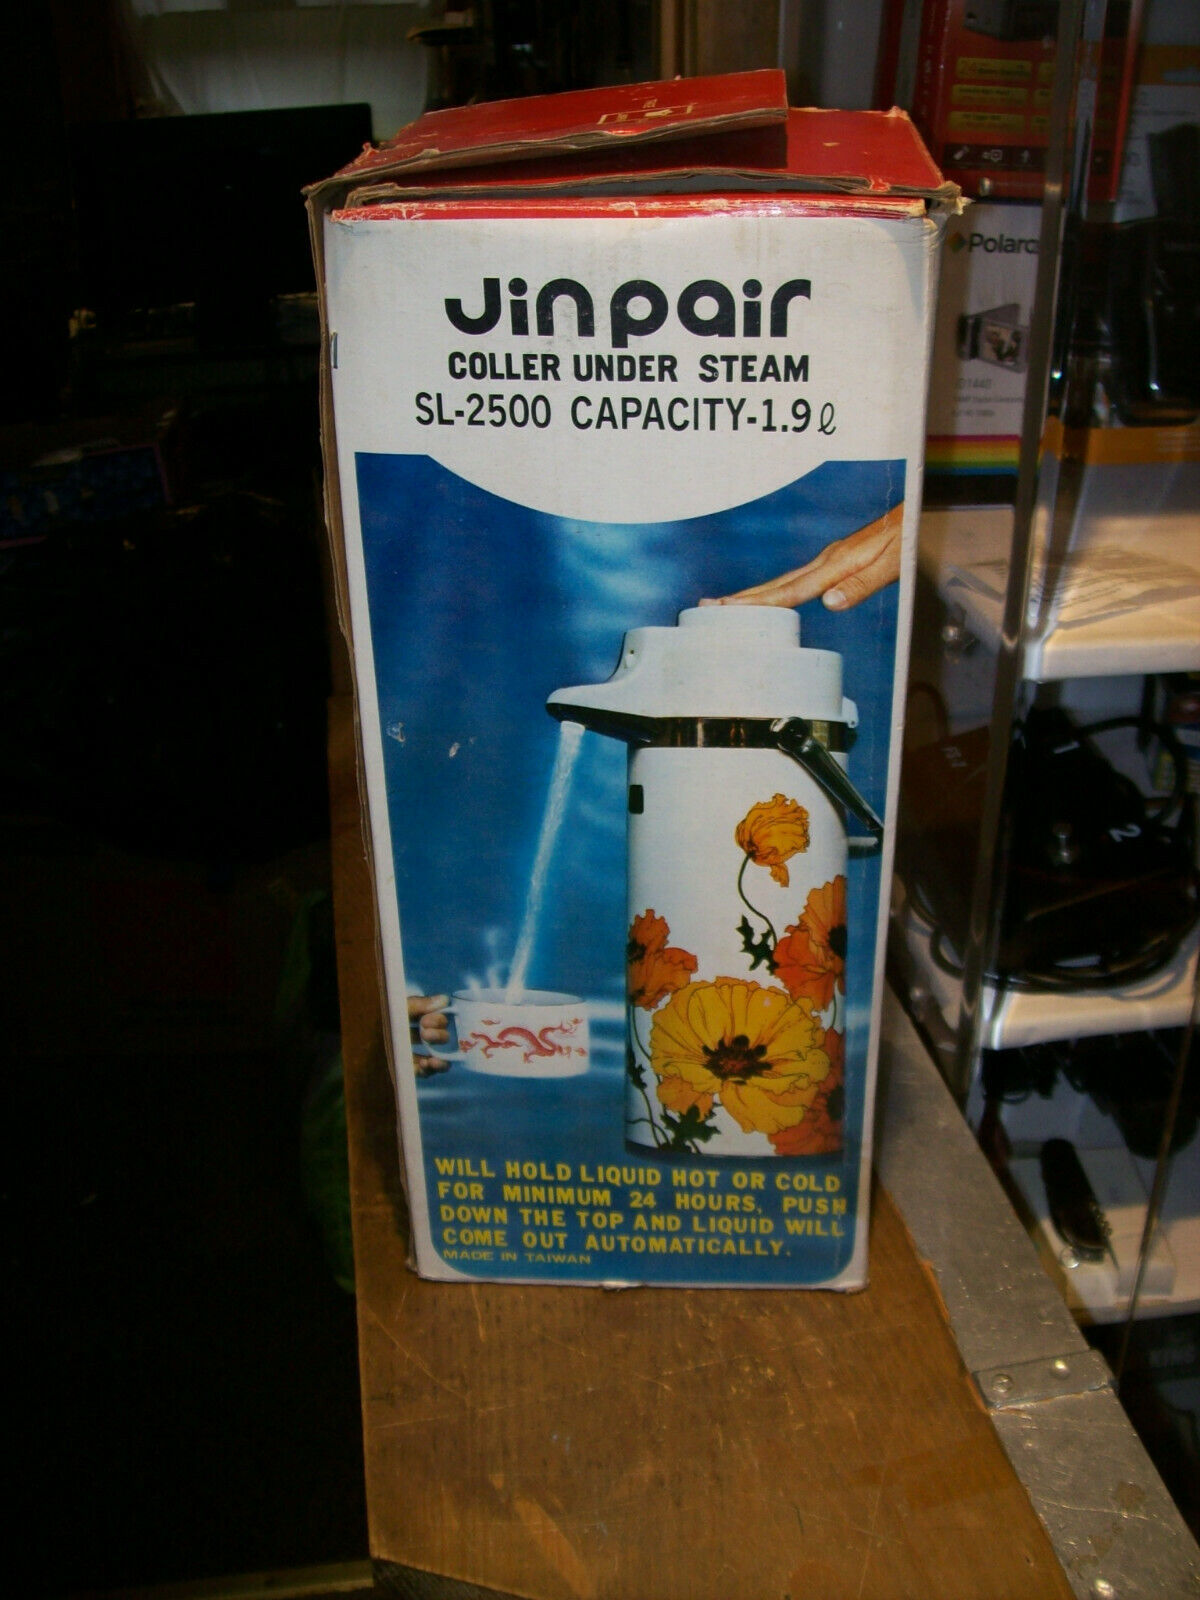 Jinpair
COLLER UNDER STEAM
SL-2500 CAPACITY-1.9ℓ
WILL HOLD LIQUID HOT OR COLD
FOR MINIMUM 24 HOURS, PUSH
DOWN THE TOP AND LIQUID WILL
COME OUT AUTOMATICALLY.
MADE IN TAIWAN
2